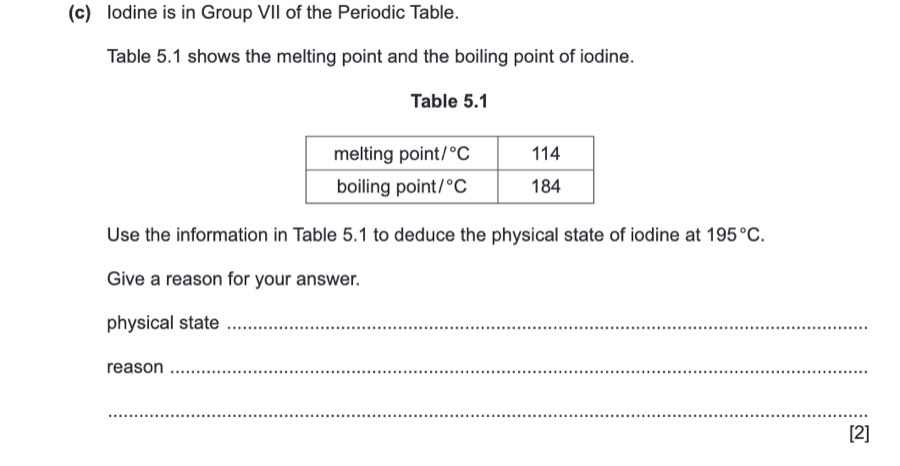 (c) Iodine is in Group VII of the Periodic Table.
Table 5.1 shows the melting point and the boiling point of iodine.
Table 5.1
melting point/°C 114
boiling point/°C 184
Use the information in Table 5.1 to deduce the physical state of iodine at 195°C.
Give a reason for your answer.
physical state
reason
[2]